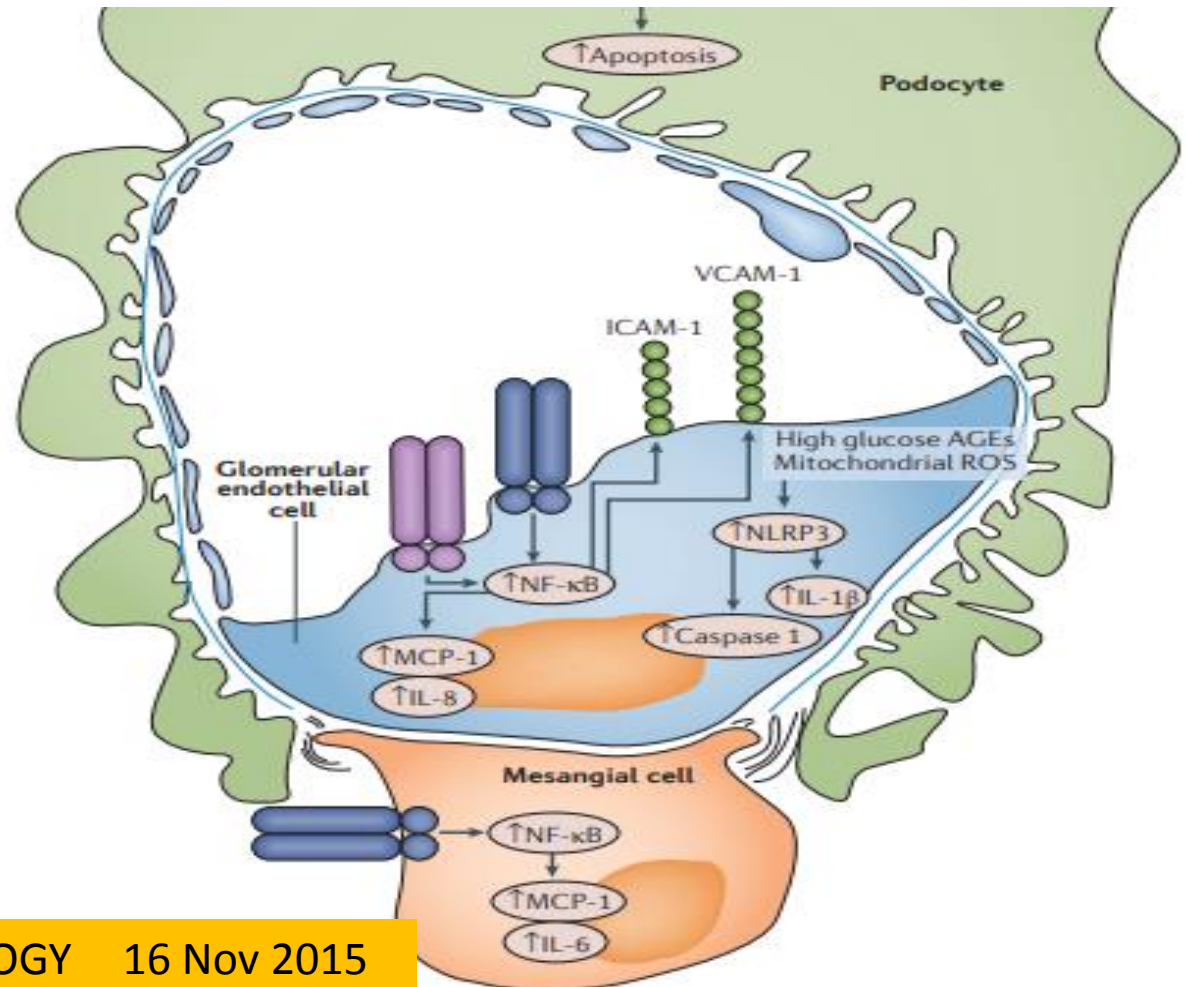 ↑Apoptosis
Podocyte
VCAM-1
ICAM-1
High glucose AGEs
Mitochondrial ROS
Glomerular
endothelial
cell
↑NLRP3
↑NF-κB
↑IL-1β
↑Caspase 1
↑MCP-1
↑IL-8
Mesangial cell
↑NF-κB
↑MCP-1
↑IL-6
OGY 16 Nov 2015